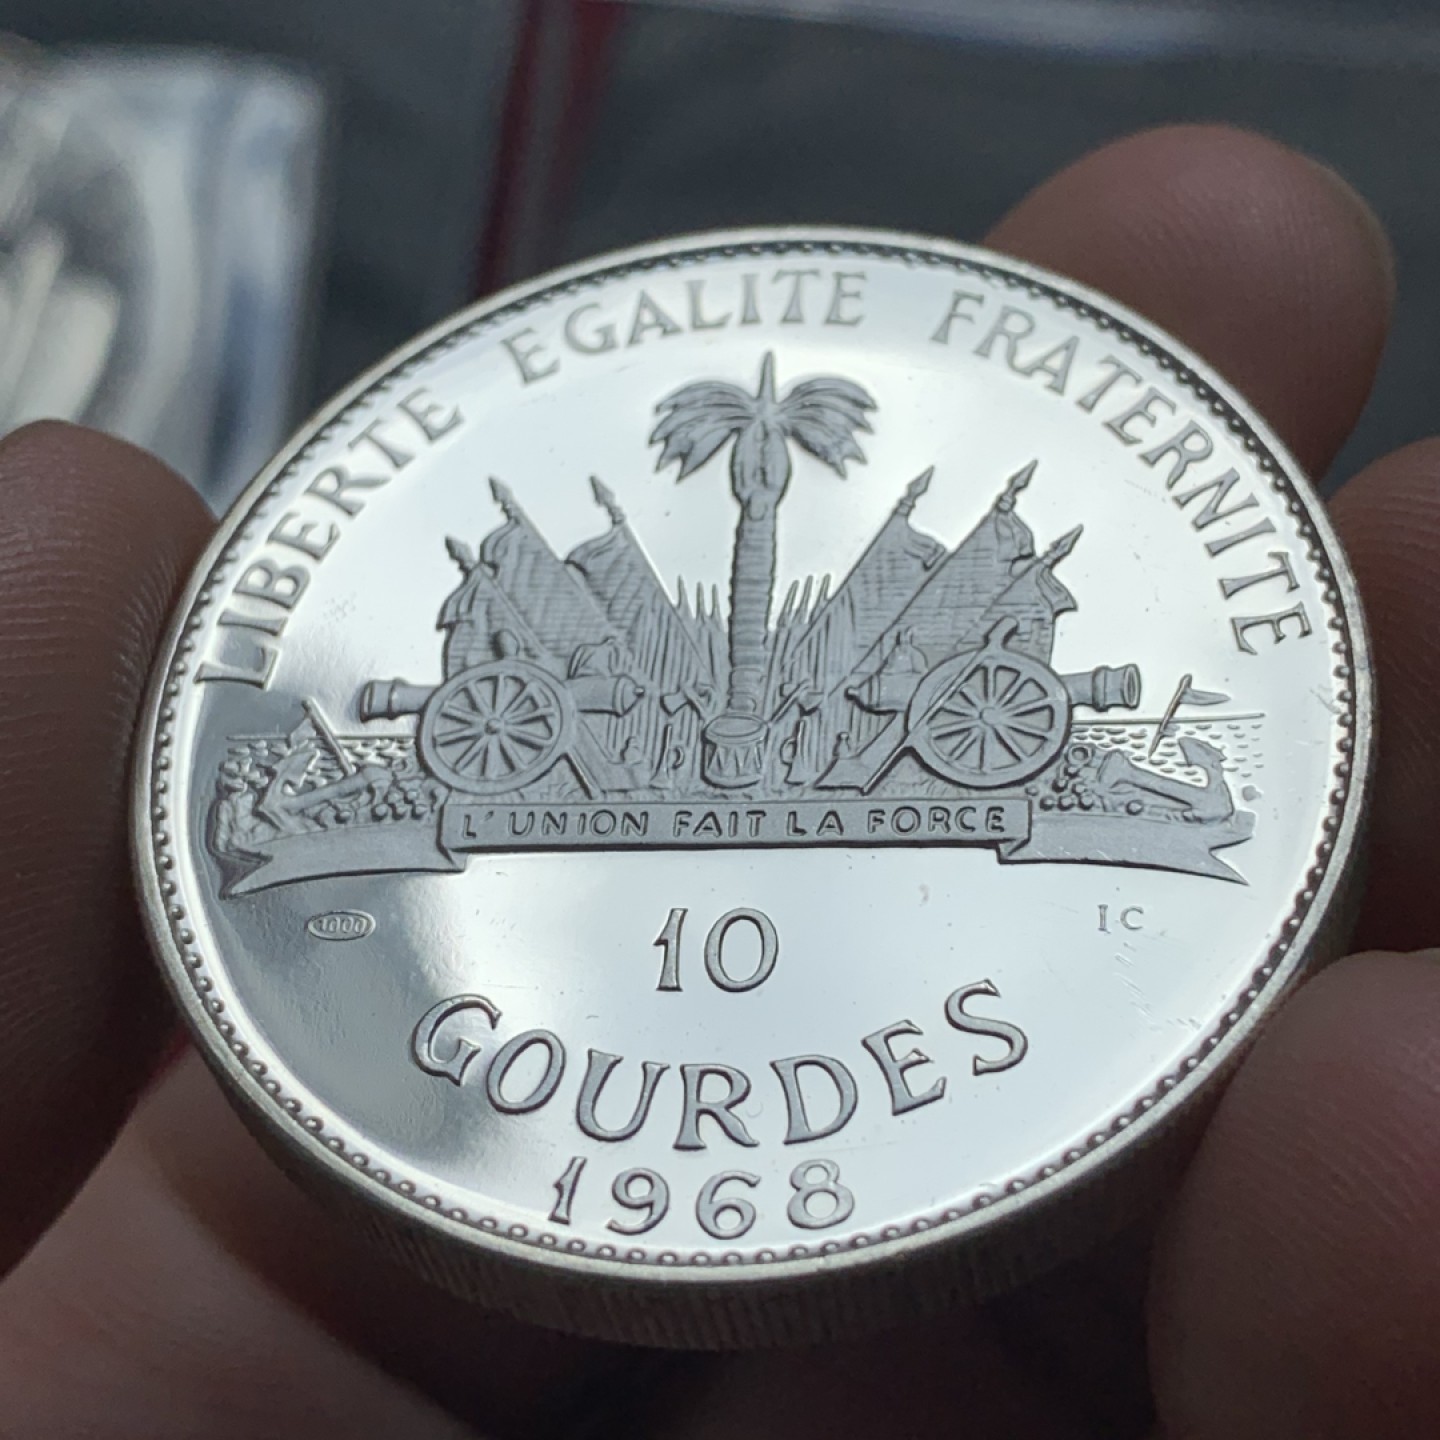 LIBERTE EGALITE FRATERNITE
L'UNION FAIT LA FORCE
1000
IC
10
GOURDES
1968